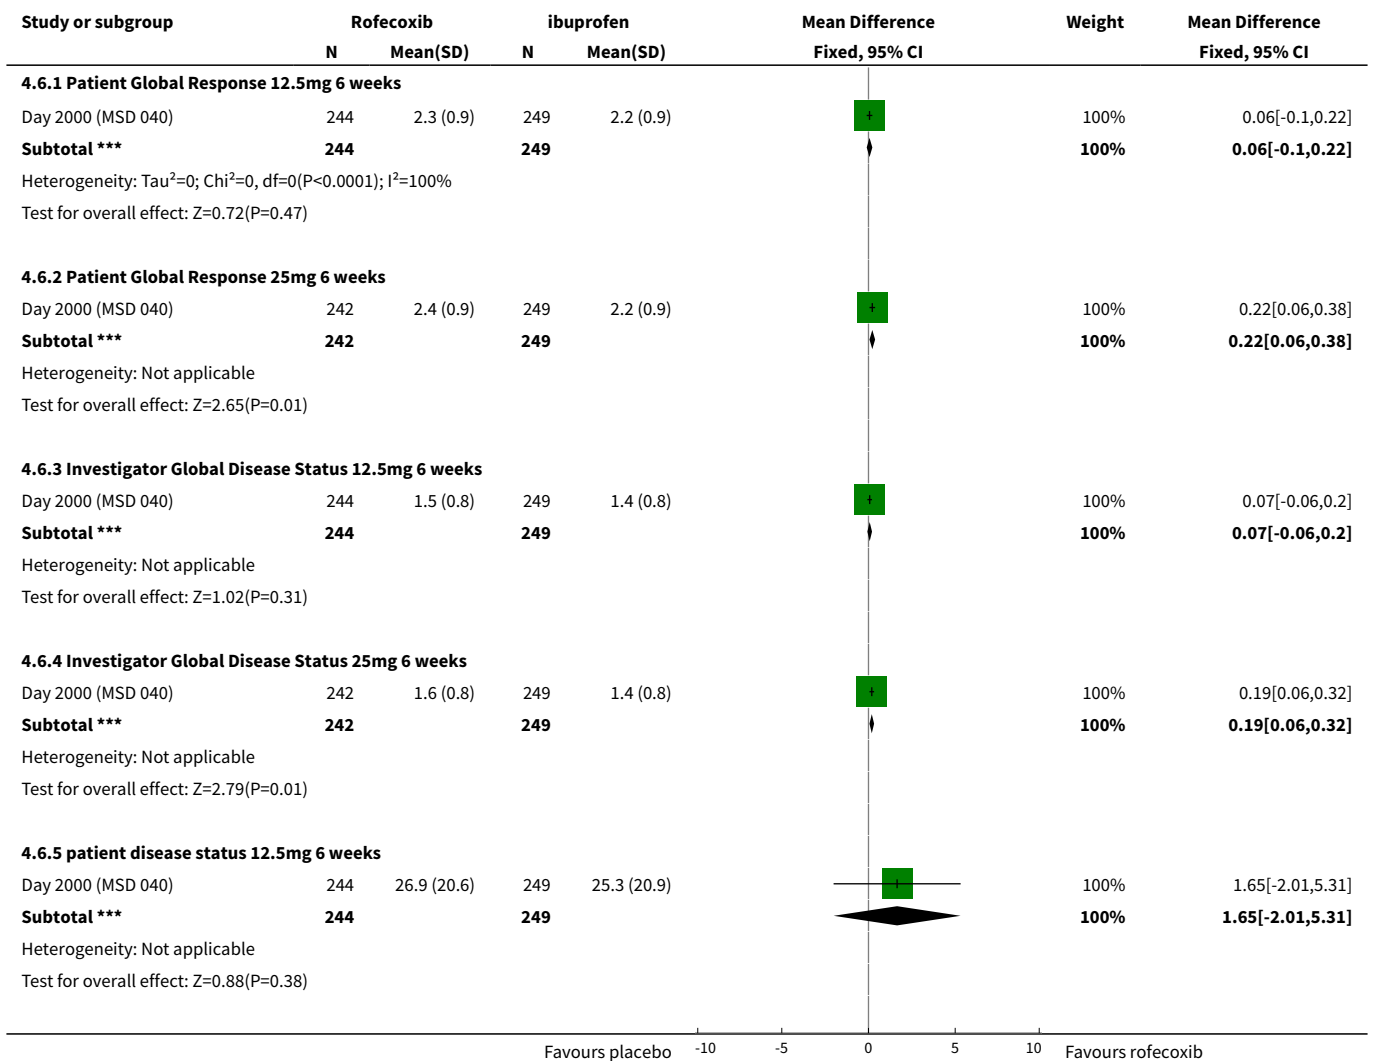 Study or subgroup Rofecoxib ibuprofen Mean Difference Weight Mean Difference
N Mean(SD) N Mean(SD) Fixed, 95% CI Fixed, 95% CI
4.6.1 Patient Global Response 12.5mg 6 weeks
Day 2000 (MSD 040) 244 2.3 (0.9) 249 2.2 (0.9) 100% 0.06[-0.1,0.22]
Subtotal *** 244 249 100% 0.06[-0.1,0.22]
Heterogeneity: Tau²=0; Chi²=0, df=0(P<0.0001); I²=100%
Test for overall effect: Z=0.72(P=0.47)
4.6.2 Patient Global Response 25mg 6 weeks
Day 2000 (MSD 040) 242 2.4 (0.9) 249 2.2 (0.9) 100% 0.22[0.06,0.38]
Subtotal *** 242 249 100% 0.22[0.06,0.38]
Heterogeneity: Not applicable
Test for overall effect: Z=2.65(P=0.01)
4.6.3 Investigator Global Disease Status 12.5mg 6 weeks
Day 2000 (MSD 040) 244 1.5 (0.8) 249 1.4 (0.8) 100% 0.07[-0.06,0.2]
Subtotal *** 244 249 100% 0.07[-0.06,0.2]
Heterogeneity: Not applicable
Test for overall effect: Z=1.02(P=0.31)
4.6.4 Investigator Global Disease Status 25mg 6 weeks
Day 2000 (MSD 040) 242 1.6 (0.8) 249 1.4 (0.8) 100% 0.19[0.06,0.32]
Subtotal *** 242 249 100% 0.19[0.06,0.32]
Heterogeneity: Not applicable
Test for overall effect: Z=2.79(P=0.01)
4.6.5 patient disease status 12.5mg 6 weeks
Day 2000 (MSD 040) 244 26.9 (20.6) 249 25.3 (20.9) 100% 1.65[-2.01,5.31]
Subtotal *** 244 249 100% 1.65[-2.01,5.31]
Heterogeneity: Not applicable
Test for overall effect: Z=0.88(P=0.38)
Favours placebo -10 -5 0 5 10 Favours rofecoxib